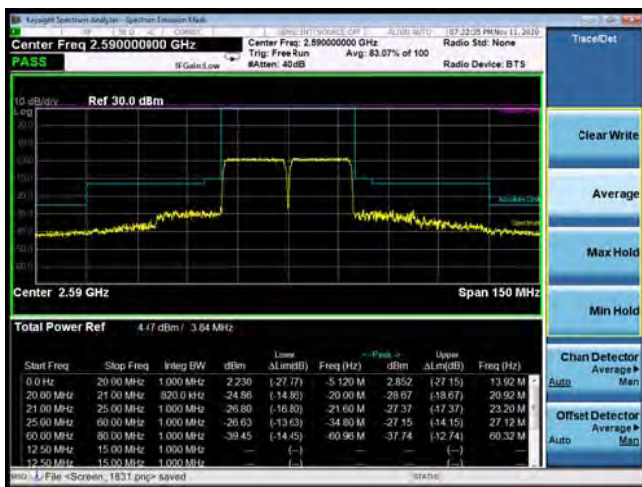 Keysight Spectrum Analyzer - Spectrum Emission Mask
Center Freq 2.590000000 GHz
PASS
IFGain:Low
Center Freq: 2.590000000 GHz
Trig: Free Run Avg: 83.07% of 100
#Atten: 40dB
07:22:35 PM Nov 11, 2020
Radio Std: None
Radio Device: BTS
Trace/Det
10 dB/div Ref 30.0 dBm
Log
Center 2.59 GHz
Span 150 MHz
Clear Write
Average
Max Hold
Min Hold
Chan Detector
Average
Auto Man
Offset Detector
Average
Auto Man
Total Power Ref 4.47 dBm / 3.84 MHz
Lower <- Peak -> Upper
Start Freq Stop Freq Integ BW dBm ΔLim(dB) Freq (Hz) dBm ΔLim(dB) Freq (Hz)
0.0 Hz 20.00 MHz 1.000 MHz 2.230 (-27.77) -5.120 M 2.852 (-27.15) 13.92 M
20.00 MHz 21.00 MHz 820.0 kHz -24.86 (-14.86) -20.00 M -28.67 (-18.67) 20.92 M
21.00 MHz 25.00 MHz 1.000 MHz -26.80 (-16.80) -21.60 M -27.37 (-17.37) 23.20 M
25.00 MHz 60.00 MHz 1.000 MHz -26.63 (-13.63) -34.80 M -27.15 (-14.15) 27.12 M
60.00 MHz 80.00 MHz 1.000 MHz -39.45 (-14.45) -60.96 M -37.74 (-12.74) 60.32 M
12.50 MHz 15.00 MHz 1.000 MHz --- (---) --- (---)
12.50 MHz 15.00 MHz 1.000 MHz
MSG File <Screen_1831.png> saved
STATUS